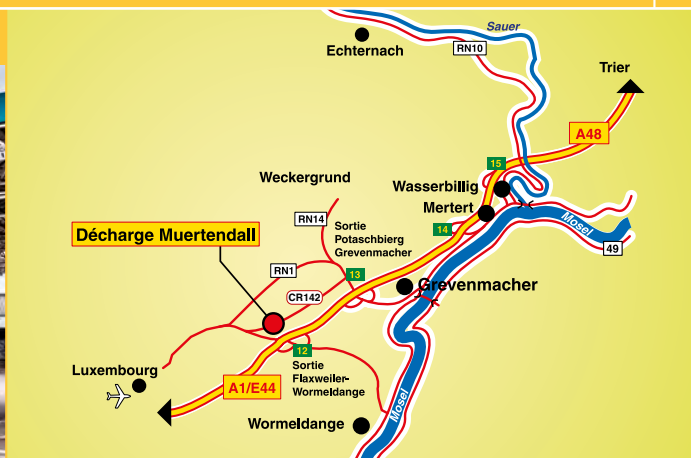 Sauer
Echternach
RN10
Trier
A48
15
Weckergrund
Wasserbillig
Mertert
RN14
Sortie
Potaschbierg
Grevenmacher
14
Mosel
49
Décharge Muertendall
RN1
13
CR142
Grevenmacher
12
Luxembourg
Sortie
Flaxweiler-
Wormeldange
A1/E44
Mosel
Wormeldange